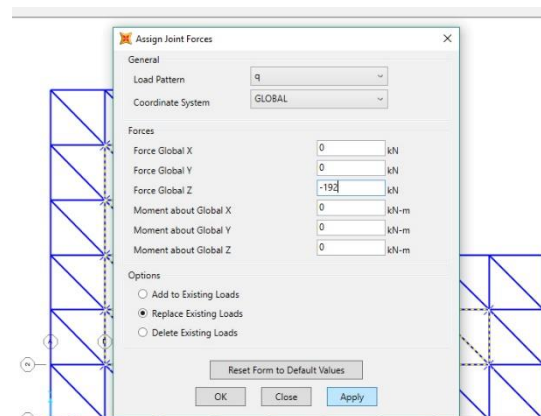 Assign Joint Forces
General
Load Pattern q
Coordinate System GLOBAL
Forces
Force Global X 0 kN
Force Global Y 0 kN
Force Global Z -192 kN
Moment about Global X 0 kN-m
Moment about Global Y 0 kN-m
Moment about Global Z 0 kN-m
Options
Add to Existing Loads
Replace Existing Loads
Delete Existing Loads
Reset Form to Default Values
OK Close Apply